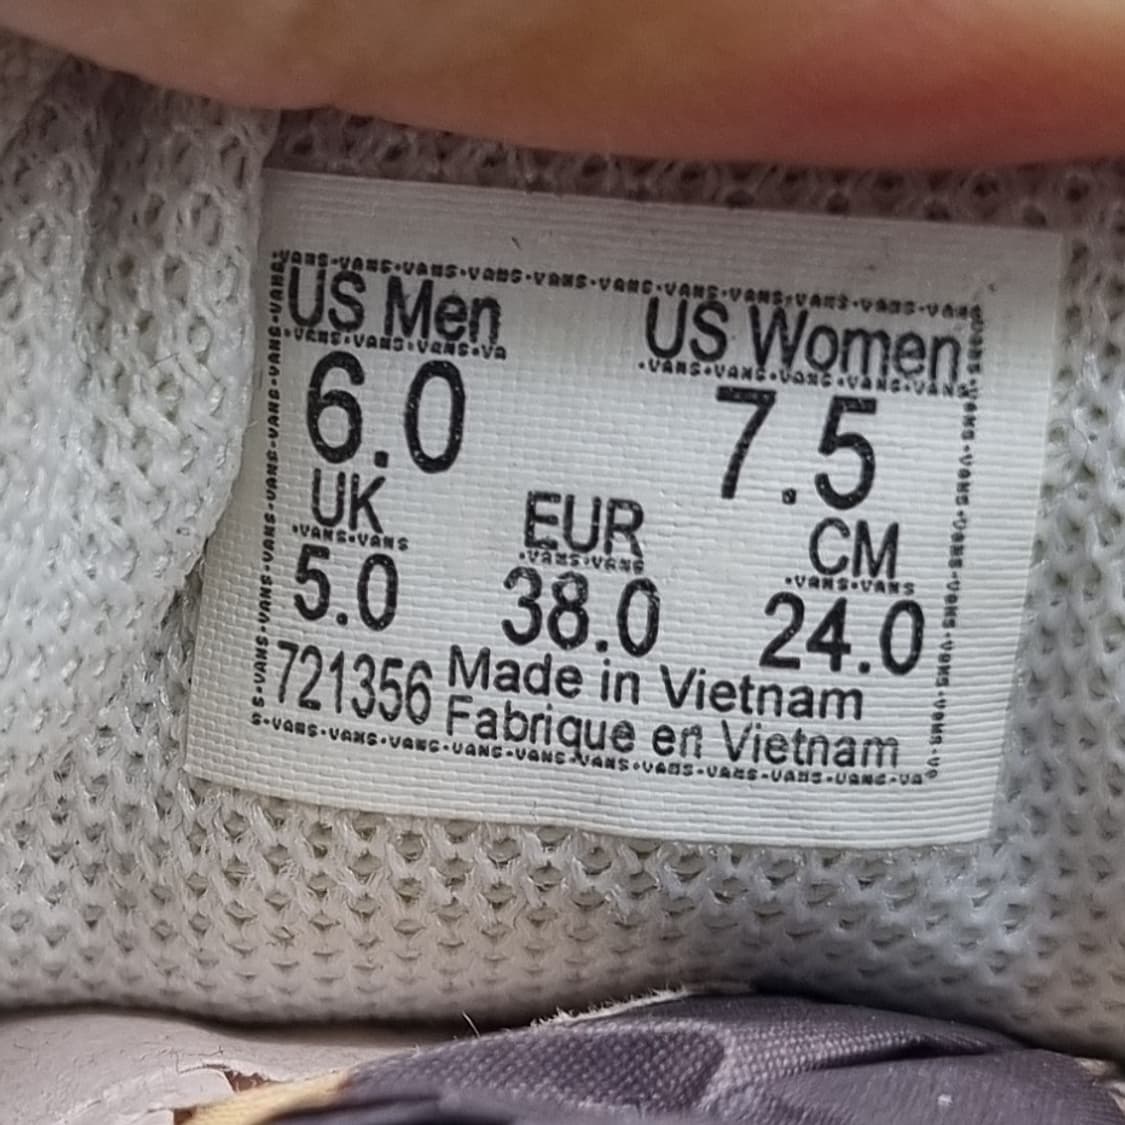 US Men US Women
6.0 7.5
UK EUR CM
5.0 38.0 24.0
721356 Made in Vietnam
Fabrique en Vietnam